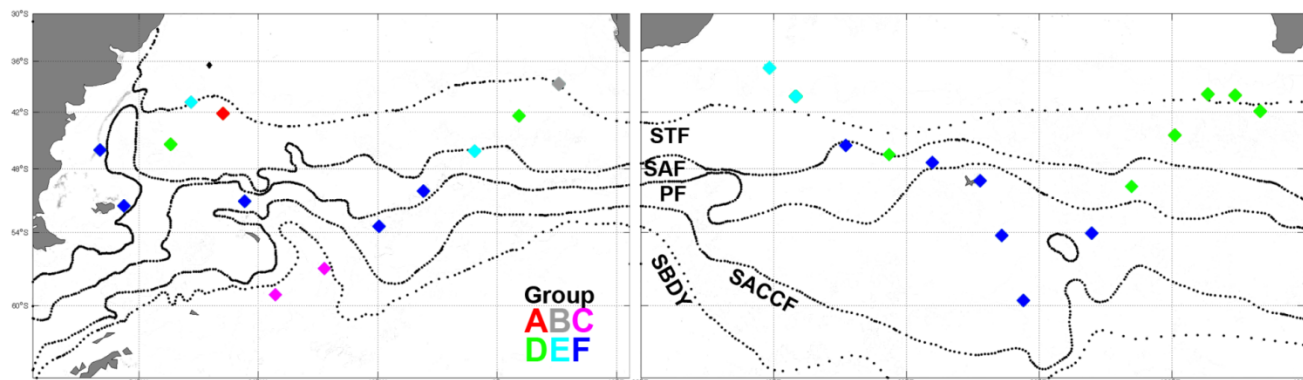 30°S
36°S
42°S
48°S
54°S
60°S
STF
SAF
PF
SBDY
SACCF
Group
ABC
DEF